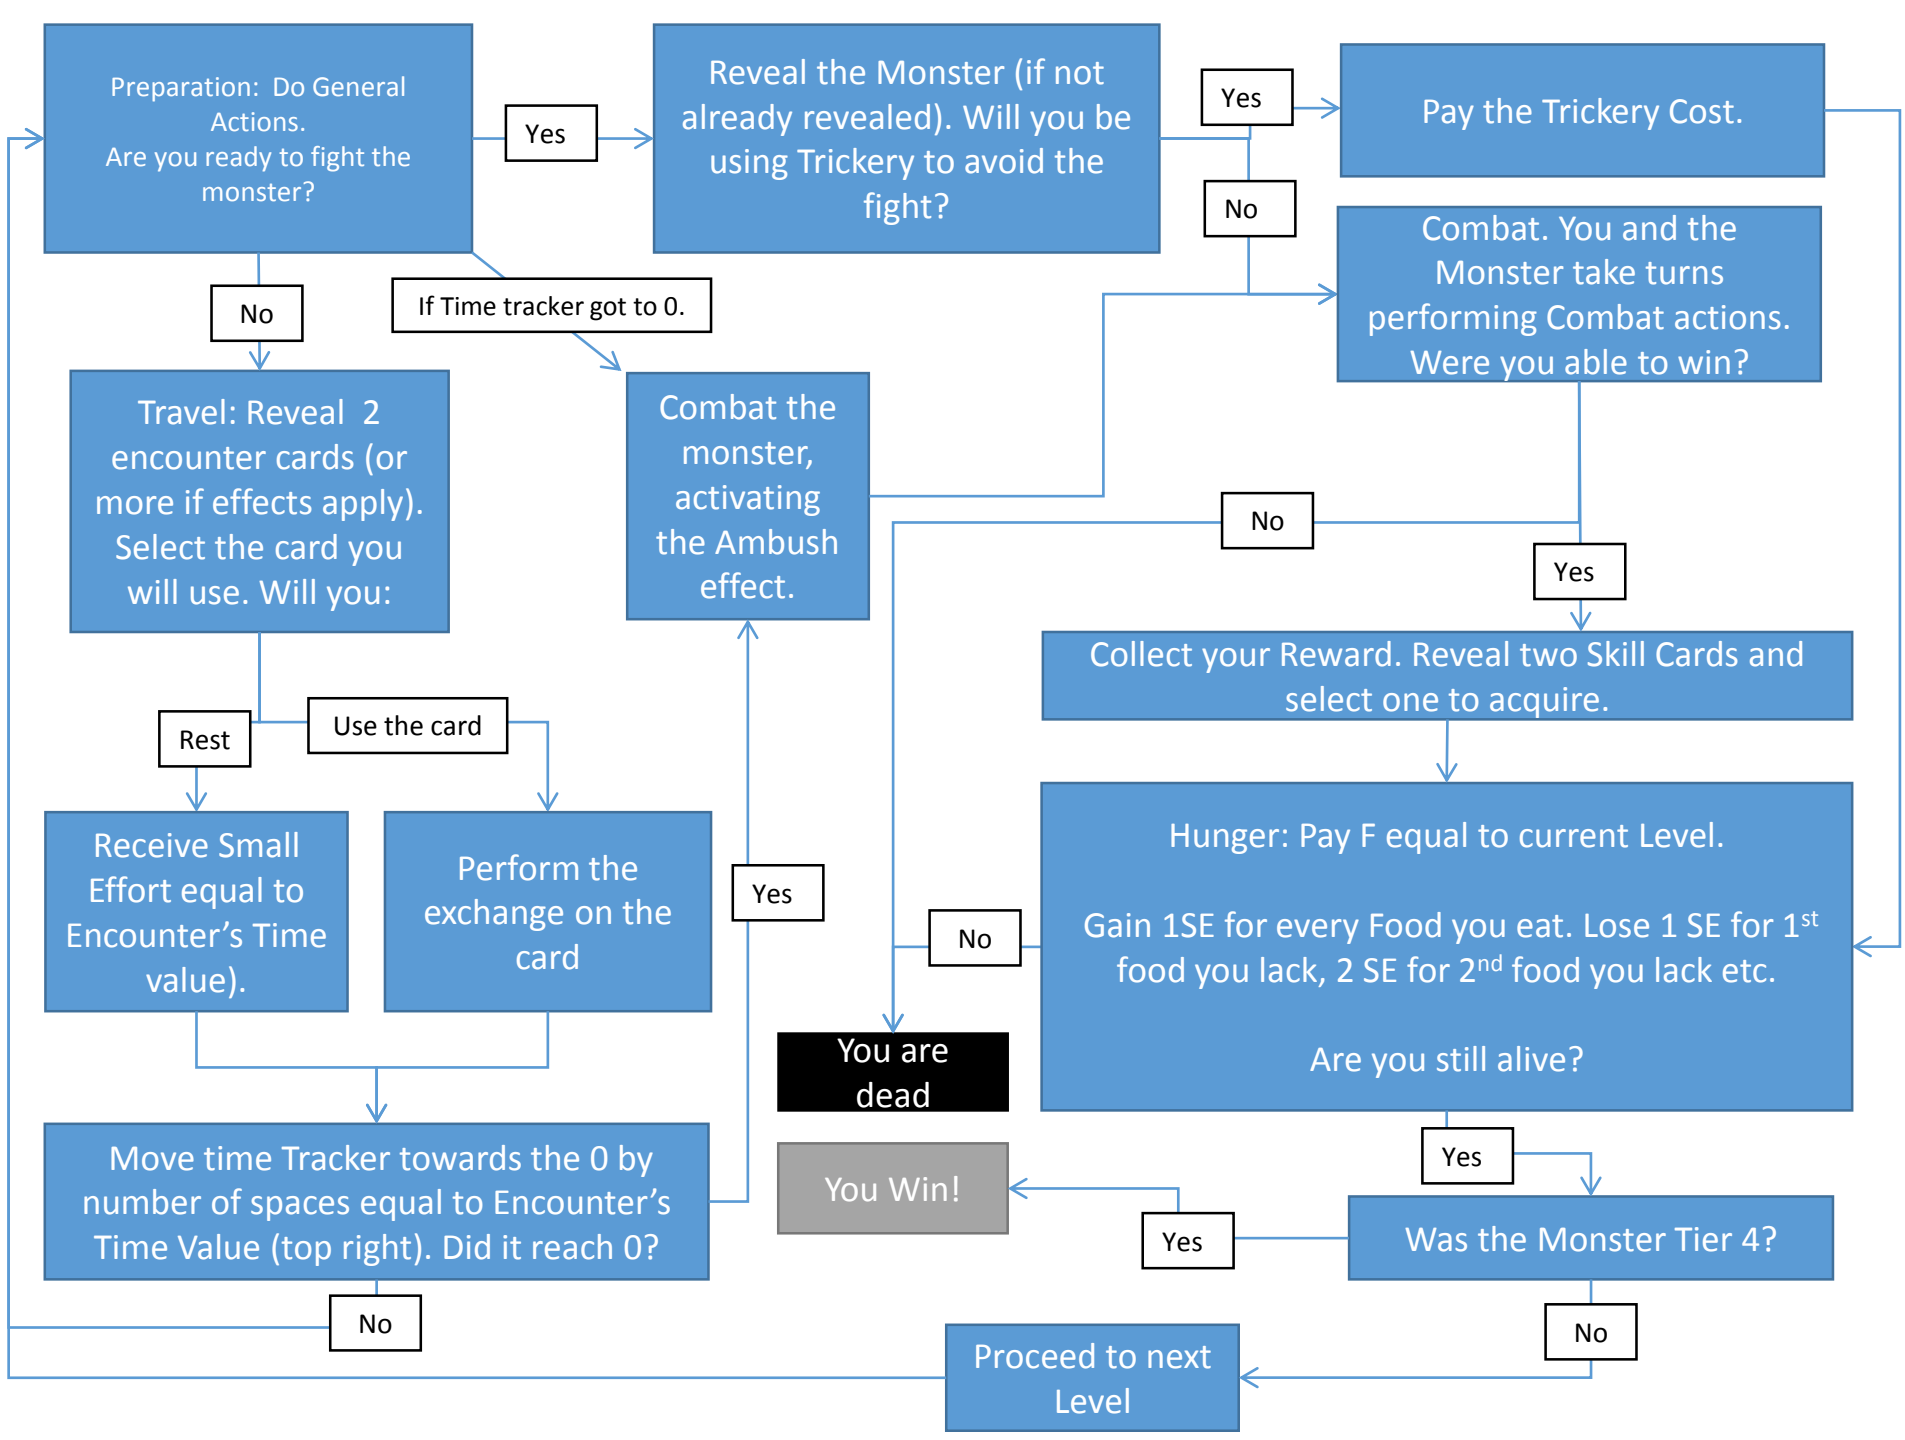 Preparation: Do General
Actions.
Are you ready to fight the
monster?
Yes
Reveal the Monster (if not
already revealed). Will you be
using Trickery to avoid the
fight?
Yes
Pay the Trickery Cost.
No
Combat. You and the
Monster take turns
performing Combat actions.
Were you able to win?
No
If Time tracker got to 0.
Travel: Reveal 2
encounter cards (or
more if effects apply).
Select the card you
will use. Will you:
Combat the
monster,
activating
the Ambush
effect.
No
Yes
Collect your Reward. Reveal two Skill Cards and
select one to acquire.
Rest
Use the card
Receive Small
Effort equal to
Encounter's Time
value).
Perform the
exchange on the
card
Yes
Hunger: Pay F equal to current Level.
Gain 1SE for every Food you eat. Lose 1 SE for 1st
food you lack, 2 SE for 2nd food you lack etc.
Are you still alive?
No
You are
dead
Move time Tracker towards the 0 by
number of spaces equal to Encounter's
Time Value (top right). Did it reach 0?
You Win!
Yes
Yes
Was the Monster Tier 4?
No
No
Proceed to next
Level